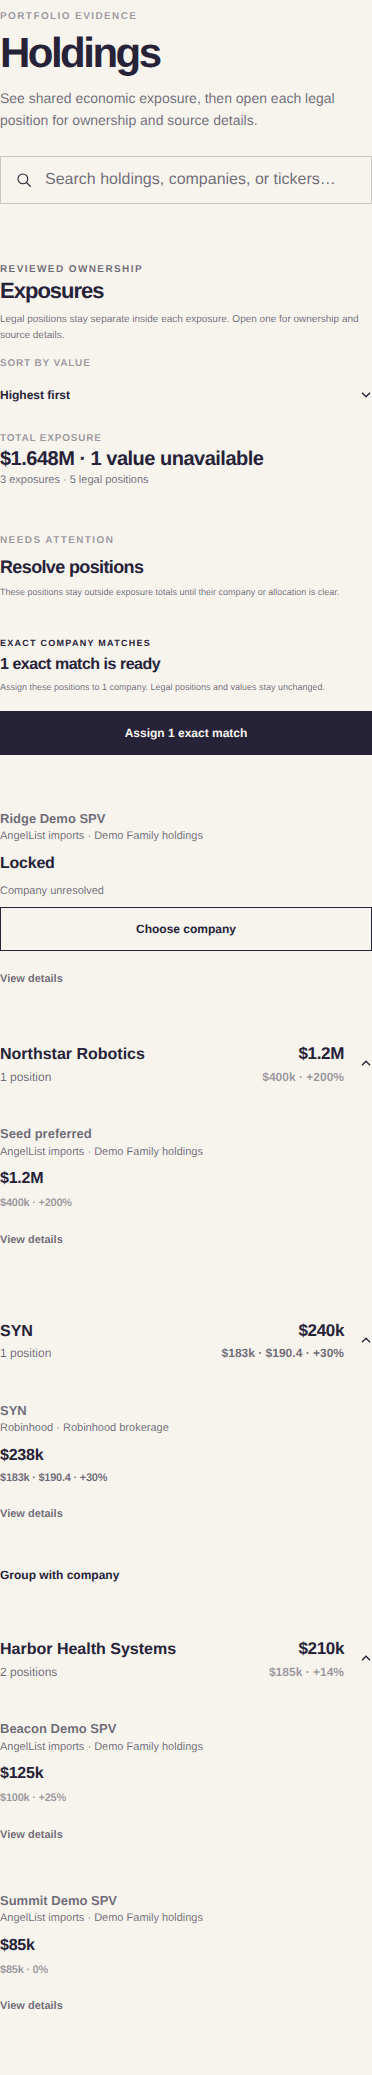 PORTFOLIO EVIDENCE
Holdings
See shared economic exposure, then open each legal
position for ownership and source details.
Search holdings, companies, or tickers…
REVIEWED OWNERSHIP
Exposures
Legal positions stay separate inside each exposure. Open one for ownership and
source details.
SORT BY VALUE
Highest first
TOTAL EXPOSURE
$1.648M · 1 value unavailable
3 exposures · 5 legal positions
NEEDS ATTENTION
Resolve positions
These positions stay outside exposure totals until their company or allocation is clear.
EXACT COMPANY MATCHES
1 exact match is ready
Assign these positions to 1 company. Legal positions and values stay unchanged.
Assign 1 exact match
Ridge Demo SPV
AngelList imports · Demo Family holdings
Locked
Company unresolved
Choose company
View details
Northstar Robotics $1.2M
1 position $400k · +200%
Seed preferred
AngelList imports · Demo Family holdings
$1.2M
$400k · +200%
View details
SYN $240k
1 position $183k · $190.4 · +30%
SYN
Robinhood · Robinhood brokerage
$238k
$183k · $190.4 · +30%
View details
Group with company
Harbor Health Systems $210k
2 positions $185k · +14%
Beacon Demo SPV
AngelList imports · Demo Family holdings
$125k
$100k · +25%
View details
Summit Demo SPV
AngelList imports · Demo Family holdings
$85k
$85k · 0%
View details